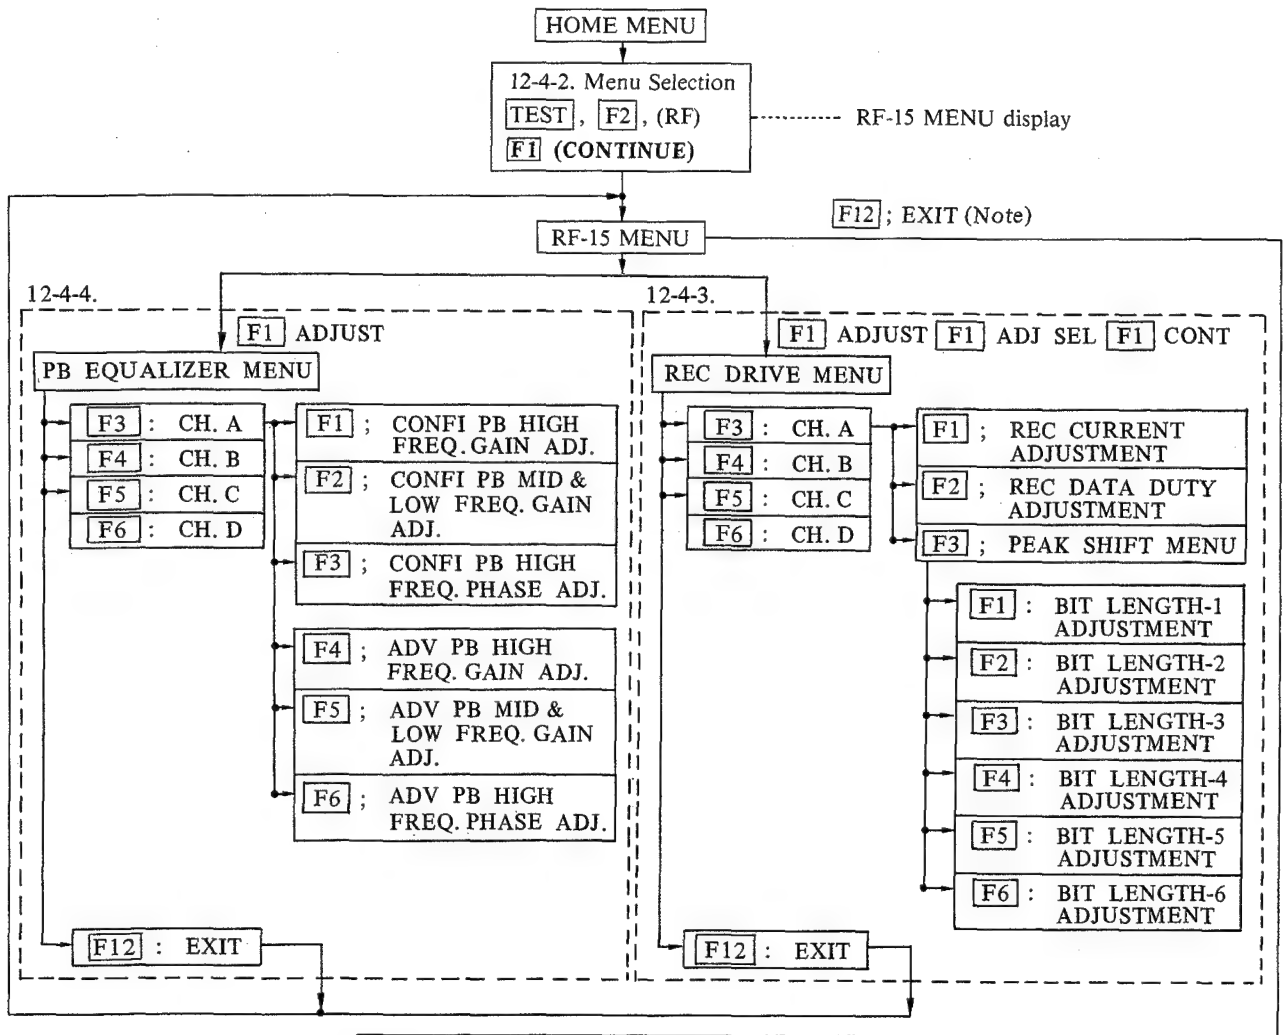 HOME MENU
12-4-2. Menu Selection
TEST , F2 , (RF)
F1 (CONTINUE)
RF-15 MENU display
F12 ; EXIT (Note)
RF-15 MENU
12-4-4.
F1 ADJUST
PB EQUALIZER MENU
F3 : CH. A
F4 : CH. B
F5 : CH. C
F6 : CH. D
F1 ; CONFI PB HIGH
FREQ. GAIN ADJ.
F2 ; CONFI PB MID &
LOW FREQ. GAIN
ADJ.
F3 ; CONFI PB HIGH
FREQ. PHASE ADJ.
F4 ; ADV PB HIGH
FREQ. GAIN ADJ.
F5 ; ADV PB MID &
LOW FREQ. GAIN
ADJ.
F6 ; ADV PB HIGH
FREQ. PHASE ADJ.
F12 : EXIT
12-4-3.
F1 ADJUST F1 ADJ SEL F1 CONT
REC DRIVE MENU
F3 : CH. A
F4 : CH. B
F5 : CH. C
F6 : CH. D
F1 ; REC CURRENT
ADJUSTMENT
F2 ; REC DATA DUTY
ADJUSTMENT
F3 ; PEAK SHIFT MENU
F1 : BIT LENGTH-1
ADJUSTMENT
F2 : BIT LENGTH-2
ADJUSTMENT
F3 : BIT LENGTH-3
ADJUSTMENT
F4 : BIT LENGTH-4
ADJUSTMENT
F5 : BIT LENGTH-5
ADJUSTMENT
F6 : BIT LENGTH-6
ADJUSTMENT
F12 : EXIT